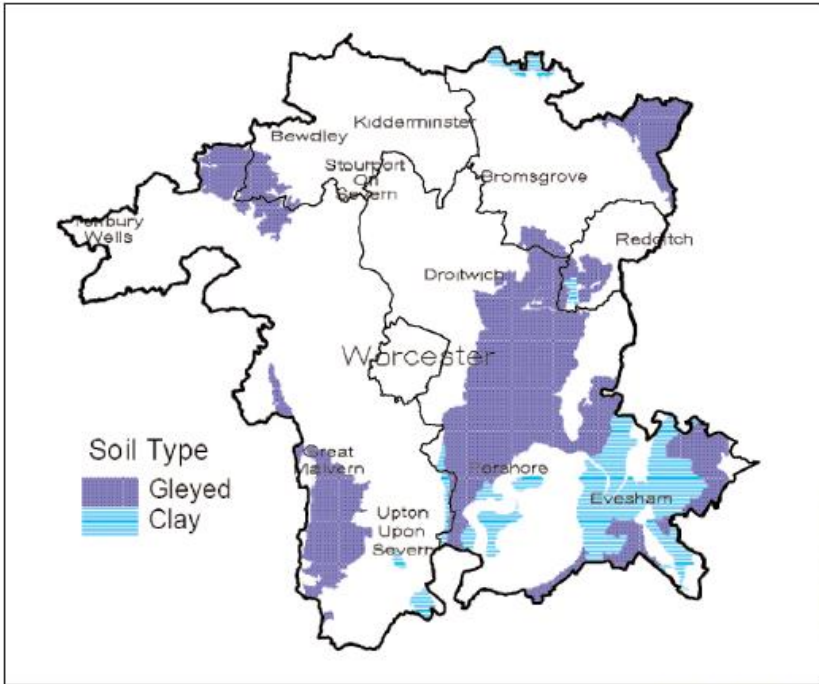 Kidderminster
Bewdley
Stourport
On
Severn
Bromsgrove
Tenbury
Wells
Redditch
Droitwich
Worcester
Soil Type
Gleyed
Clay
Great
Malvern
Pershore
Evesham
Upton
Upon
Severn